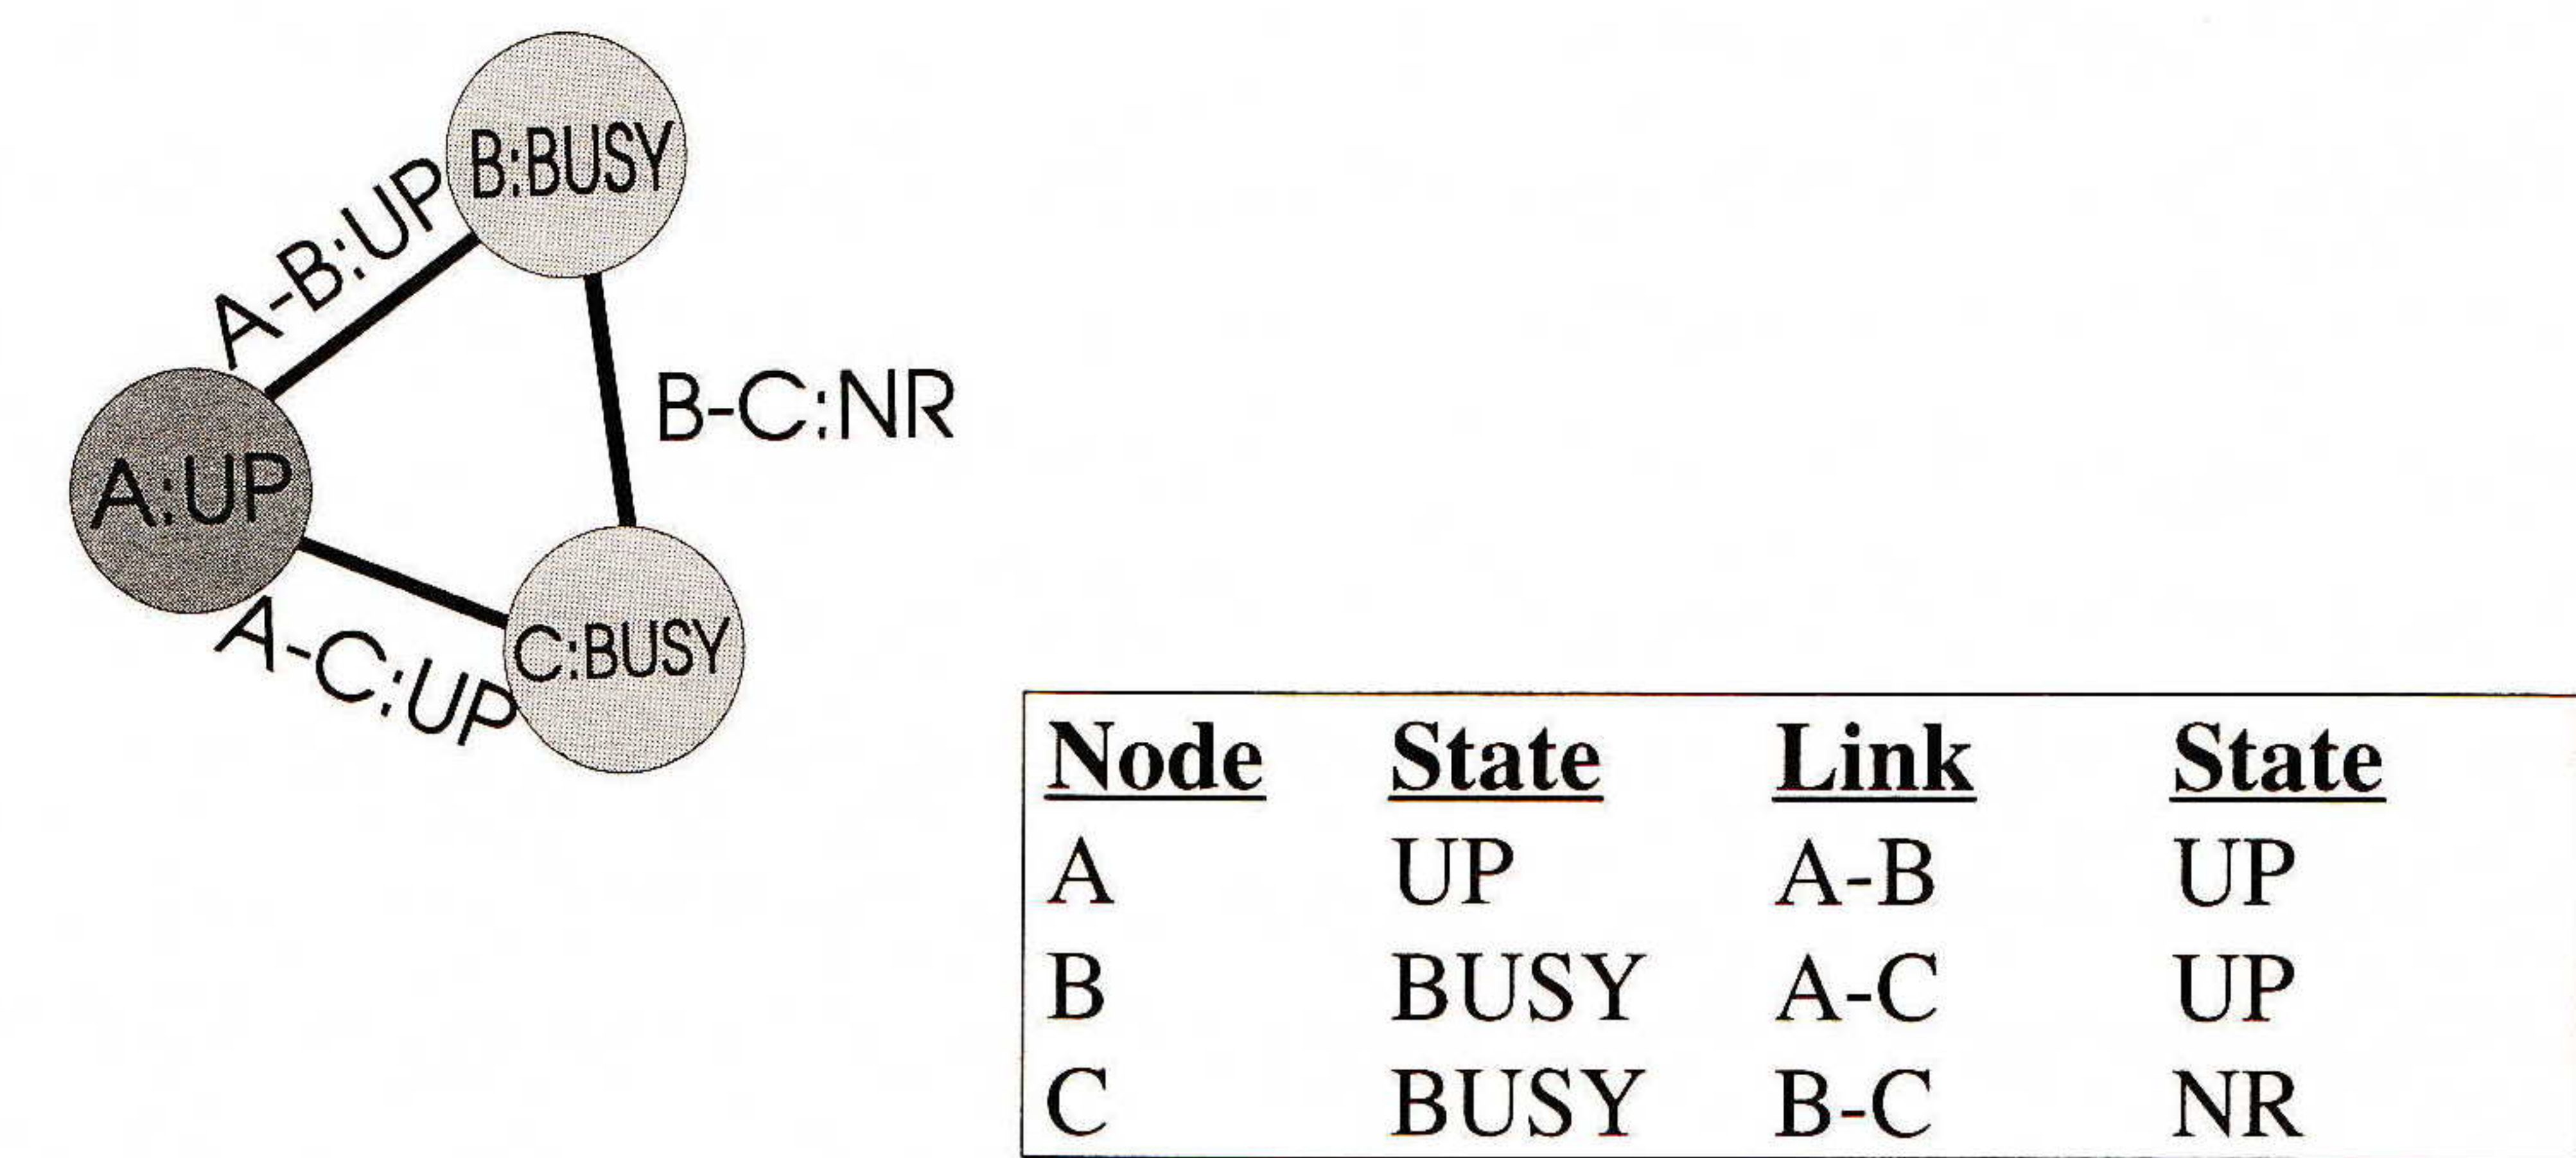 B:BUSY
A-B:UP
B-C:NR
A:UP
C:BUSY
A-C:UP
Node State Link State
A UP A-B UP
B BUSY A-C UP
C BUSY B-C NR